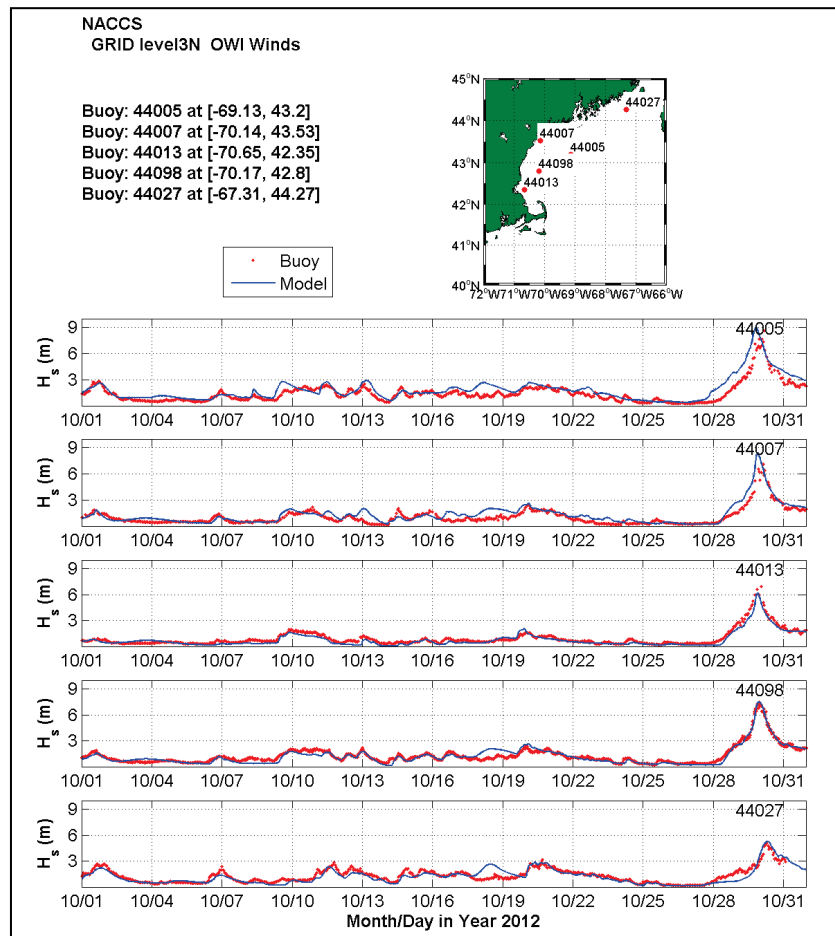 NACCS
GRID level3N OWI Winds
Buoy: 44005 at [-69.13, 43.2]
Buoy: 44007 at [-70.14, 43.53]
Buoy: 44013 at [-70.65, 42.35]
Buoy: 44098 at [-70.17, 42.8]
Buoy: 44027 at [-67.31, 44.27]
45°N
44°N
43°N
42°N
41°N
40°N
72°W 71°W 70°W 69°W 68°W 67°W 66°W
44027
44007
44005
44098
44013
Buoy
Model
44005
Hs (m)
9
6
3
10/01 10/04 10/07 10/10 10/13 10/16 10/19 10/22 10/25 10/28 10/31
44007
Hs (m)
9
6
3
10/01 10/04 10/07 10/10 10/13 10/16 10/19 10/22 10/25 10/28 10/31
44013
Hs (m)
9
6
3
10/01 10/04 10/07 10/10 10/13 10/16 10/19 10/22 10/25 10/28 10/31
44098
Hs (m)
9
6
3
10/01 10/04 10/07 10/10 10/13 10/16 10/19 10/22 10/25 10/28 10/31
44027
Hs (m)
9
6
3
10/01 10/04 10/07 10/10 10/13 10/16 10/19 10/22 10/25 10/28 10/31
Month/Day in Year 2012